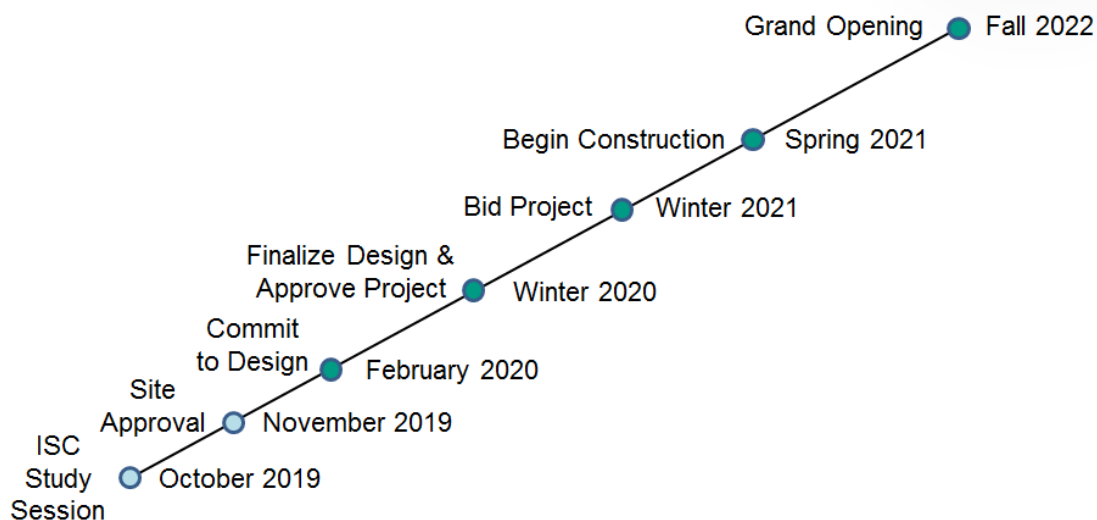 Grand Opening
Fall 2022
Begin Construction
Spring 2021
Bid Project
Winter 2021
Finalize Design &
Approve Project
Winter 2020
Commit
to Design
February 2020
Site
Approval
November 2019
ISC
Study
Session
October 2019